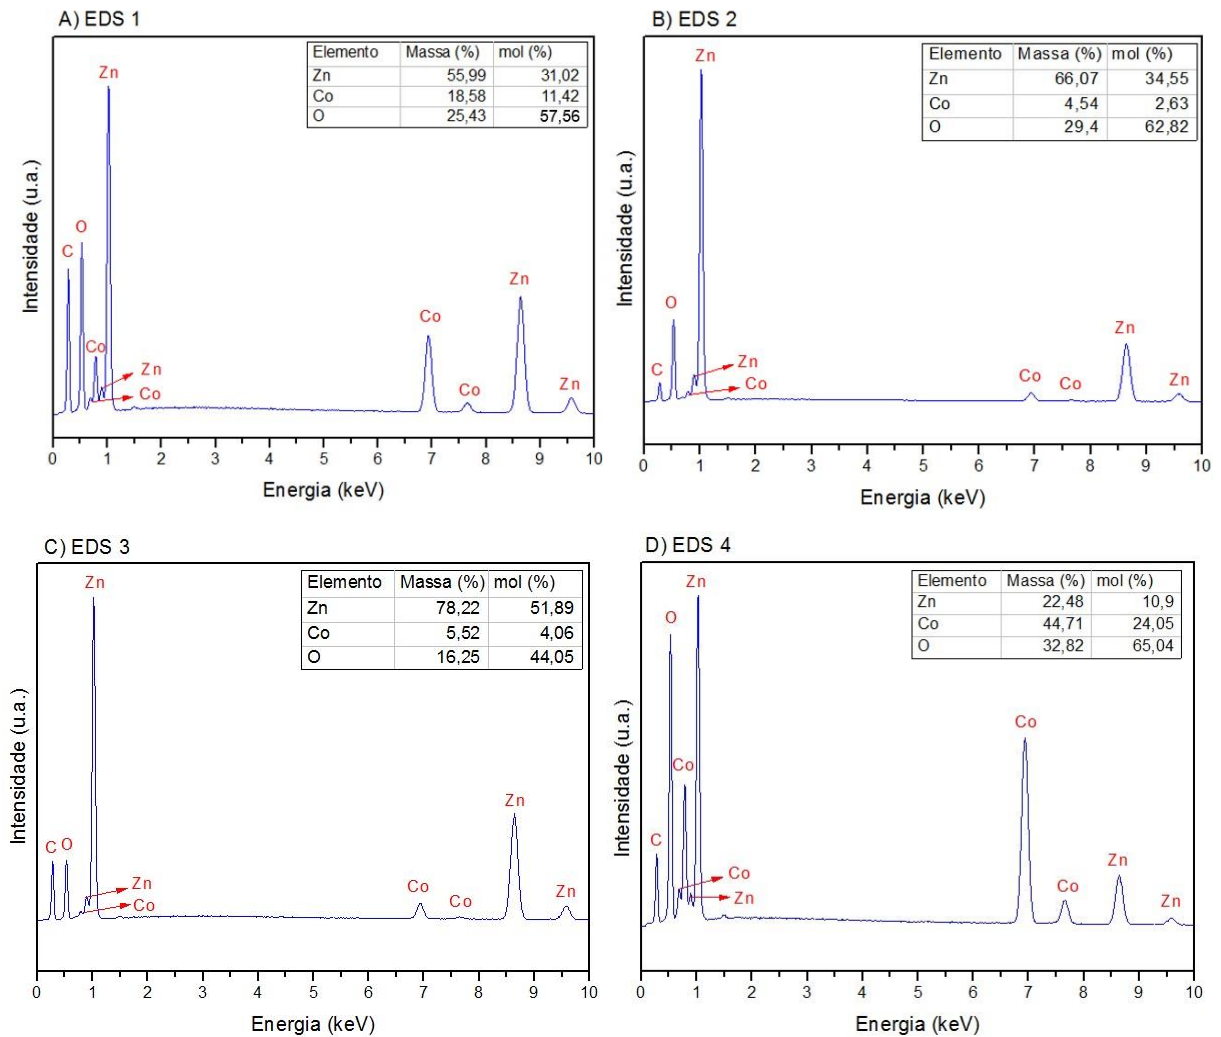 A) EDS 1
Elemento Massa (%) mol (%)
Zn 55,99 31,02
Co 18,58 11,42
O 25,43 57,56
Zn
O
C
Co
Zn
Co
Co
Co
Zn
Zn
Intensidade (u.a.)
0 1 2 3 4 5 6 7 8 9 10
Energia (keV)
B) EDS 2
Elemento Massa (%) mol (%)
Zn 66,07 34,55
Co 4,54 2,63
O 29,4 62,82
Zn
O
C
Zn
Co
Co
Co
Zn
Zn
Intensidade (u.a.)
0 1 2 3 4 5 6 7 8 9 10
Energia (keV)
C) EDS 3
Elemento Massa (%) mol (%)
Zn 78,22 51,89
Co 5,52 4,06
O 16,25 44,05
Zn
C O
Zn
Co
Co
Co
Zn
Zn
Intensidade (u.a.)
0 1 2 3 4 5 6 7 8 9 10
Energia (keV)
D) EDS 4
Elemento Massa (%) mol (%)
Zn 22,48 10,9
Co 44,71 24,05
O 32,82 65,04
Zn
O
Co
C
Co
Zn
Co
Co
Zn
Zn
Intensidade (u.a.)
0 1 2 3 4 5 6 7 8 9 10
Energia (keV)